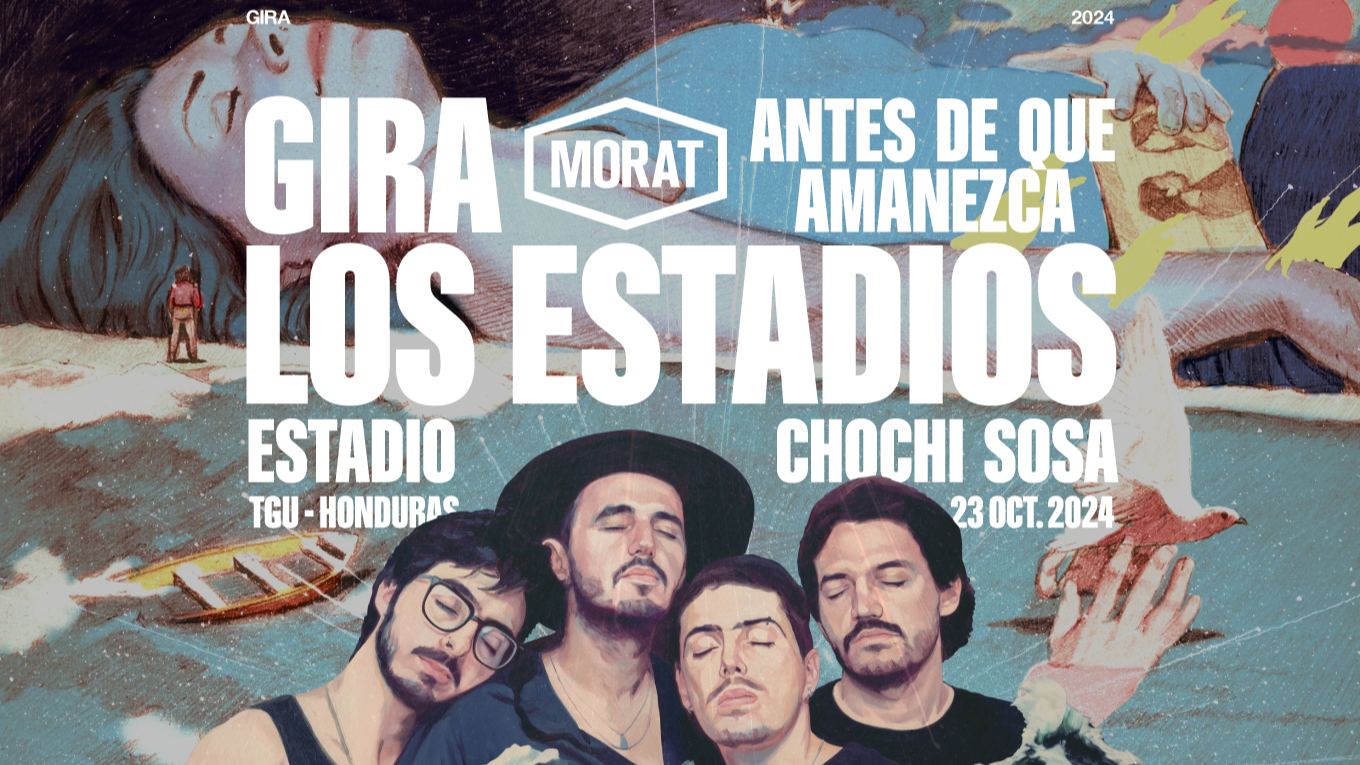 GIRA 2024
GIRA MORAT ANTES DE QUE
AMANEZCA
LOS ESTADIOS
ESTADIO CHOCHI SOSA
TGU - HONDURAS 23 OCT. 2024